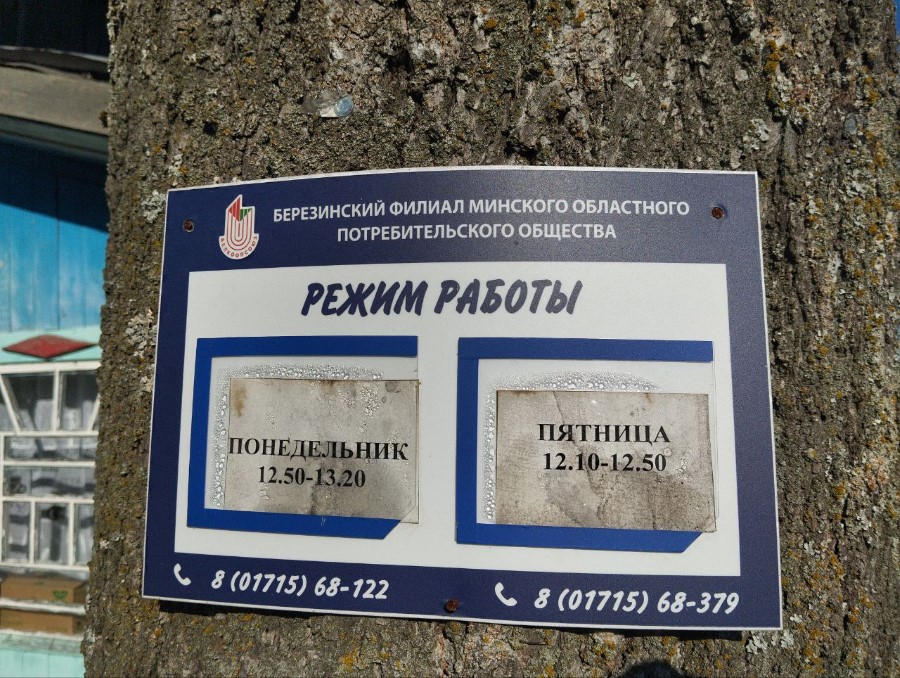 БЕРЕЗИНСКИЙ ФИЛИАЛ МИНСКОГО ОБЛАСТНОГО
ПОТРЕБИТЕЛЬСКОГО ОБЩЕСТВА
РЕЖИМ РАБОТЫ
ПОНЕДЕЛЬНИК
12.50-13.20
ПЯТНИЦА
12.10-12.50
8 (01715) 68-122
8 (01715) 68-379